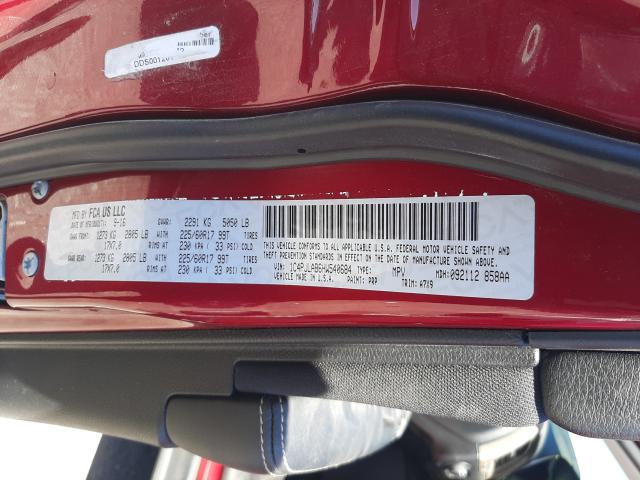 DDS001
MFD BY FCA US LLC
DATE OF MFR 9-16 GVWR: 2291 KG 5050 LB
GAWR FRONT: 1273 KG 2805 LB WITH 225/60R17 99T TIRES
17X7.0 RIMS AT 230 KPA ( 33 PSI) COLD
GAWR REAR: 1273 KG 2805 LB WITH 225/60R17 99T TIRES
17X7.0 RIMS AT 230 KPA ( 33 PSI) COLD
THIS VEHICLE CONFORMS TO ALL APPLICABLE U.S.A. FEDERAL MOTOR VEHICLE SAFETY AND
THEFT PREVENTION STANDARDS IN EFFECT ON THE DATE OF MANUFACTURE SHOWN ABOVE.
VIN: 1C4PJLAB6HW540684 TYPE: MPV MDH: 092112 858AA
VEHICLE MADE IN U.S.A. PAINT: PRP TRIM: A7X9